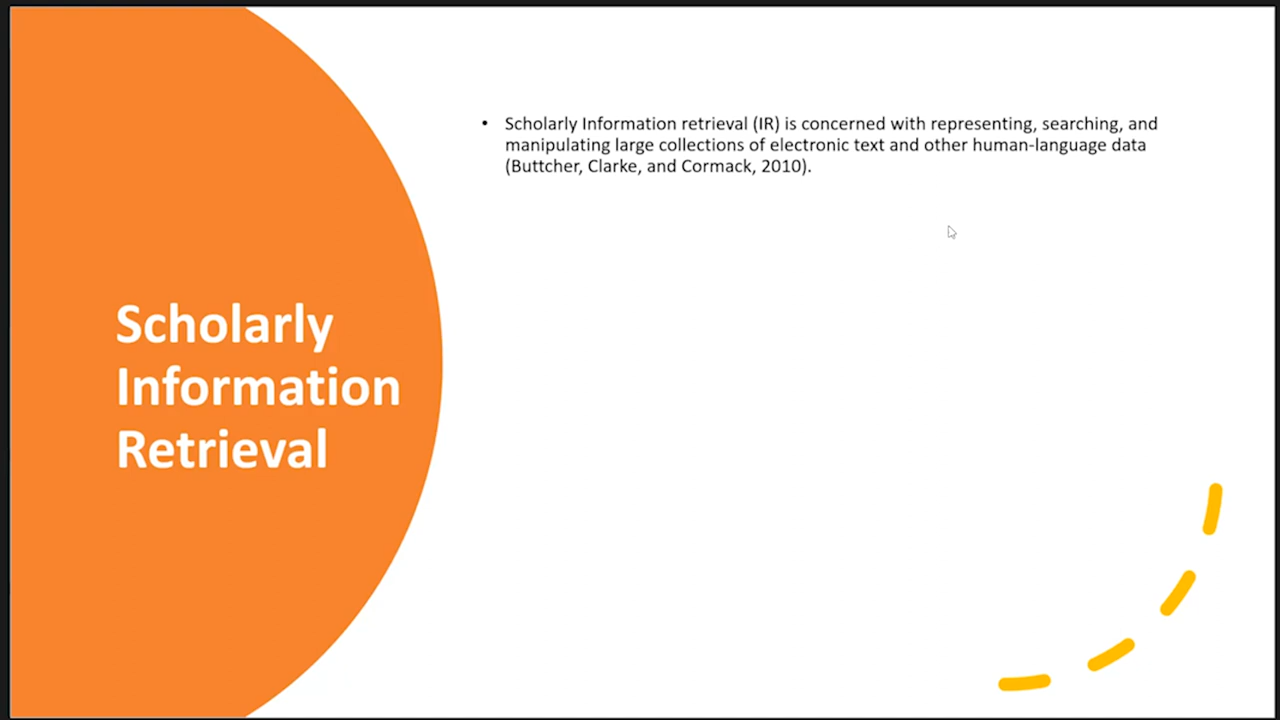 Scholarly
Information
Retrieval
• Scholarly Information retrieval (IR) is concerned with representing, searching, and
manipulating large collections of electronic text and other human-language data
(Buttcher, Clarke, and Cormack, 2010).